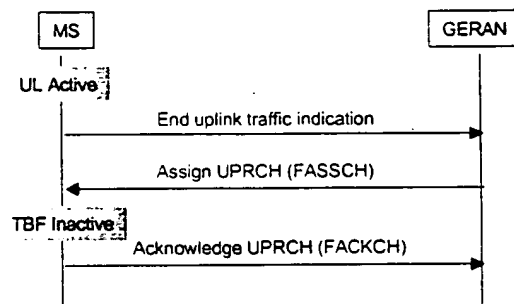 MS
GERAN
UL Active
End uplink traffic indication
Assign UPRCH (FASSCH)
TBF Inactive
Acknowledge UPRCH (FACKCH)